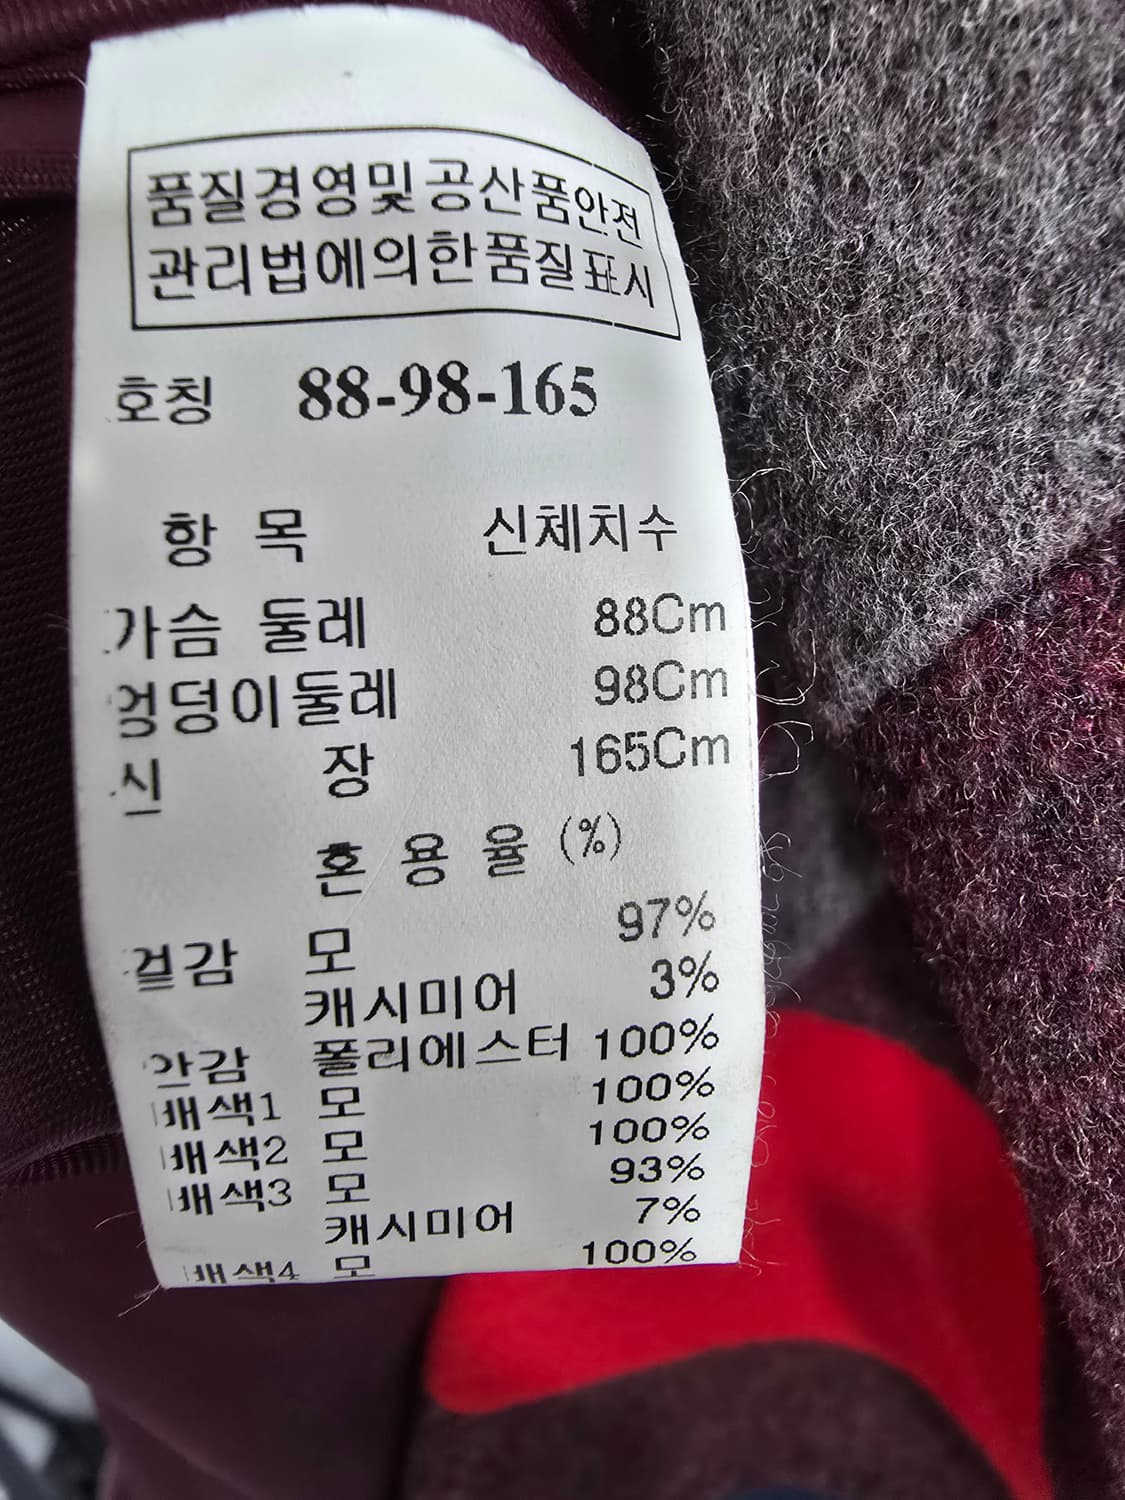 품질경영및공산품안전
관리법에의한품질표시
호칭 88-98-165
항 목 신체치수
가슴 둘레 88Cm
엉덩이둘레 98Cm
신 장 165Cm
혼 용 율 (%)
겉감 모 97%
캐시미어 3%
안감 폴리에스터 100%
배색1 모 100%
배색2 모 100%
배색3 모 93%
캐시미어 7%
배색4 모 100%